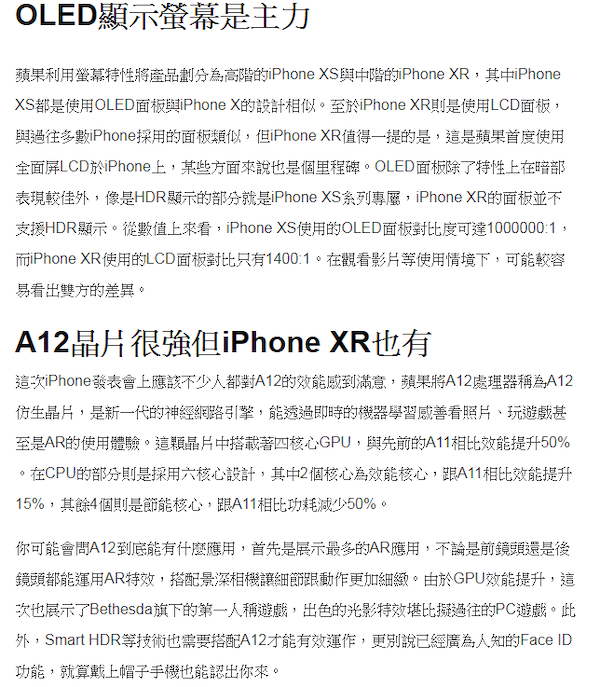 OLED顯示螢幕是主力
蘋果利用螢幕特性將產品劃分為高階的iPhone XS與中階的iPhone XR，其中iPhone
XS都是使用OLED面板與iPhone X的設計相似。至於iPhone XR則是使用LCD面板，
與過往多數iPhone採用的面板類似，但iPhone XR值得一提的是，這是蘋果首度使用
全面屏LCD於iPhone上，某些方面來說也是個里程碑。OLED面板除了特性上在暗部
表現較佳外，像是HDR顯示的部分就是iPhone XS系列專屬，iPhone XR的面板並不
支援HDR顯示。從數值上來看，iPhone XS使用的OLED面板對比度可達1000000:1，
而iPhone XR使用的LCD面板對比只有1400:1。在觀看影片等使用情境下，可能較容
易看出雙方的差異。
A12晶片很強但iPhone XR也有
這次iPhone發表會上應該不少人都對A12的效能感到滿意，蘋果將A12處理器稱為A12
仿生晶片，是新一代的神經網路引擎，能透過即時的機器學習感善看照片、玩遊戲甚
至是AR的使用體驗。這顆晶片中搭載著四核心GPU，與先前的A11相比效能提升50%
。在CPU的部分則是採用六核心設計，其中2個核心為效能核心，跟A11相比效能提升
15%，其餘4個則是節能核心，跟A11相比功耗減少50%。
你可能會問A12到底能有什麼應用，首先是展示最多的AR應用，不論是前鏡頭還是後
鏡頭都能運用AR特效，搭配景深相機讓細節跟動作更加細緻。由於GPU效能提升，這
次也展示了Bethesda旗下的第一人稱遊戲，出色的光影特效堪比擬過往的PC遊戲。此
外，Smart HDR等技術也需要搭配A12才能有效運作，更別說已經廣為人知的Face ID
功能，就算戴上帽子手機也能認出你來。